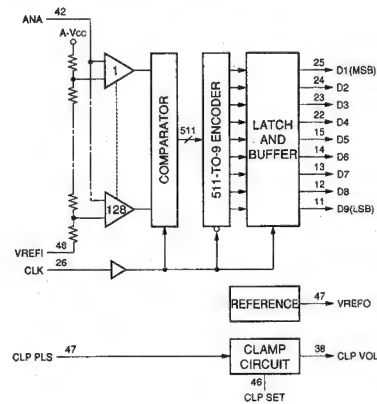 ANA 42
A-VCC
1
128
COMPARATOR
511
511-TO-9 ENCODER
LATCH
AND
BUFFER
25 D1(MSB)
24 D2
23 D3
22 D4
15 D5
14 D6
13 D7
12 D8
11 D9(LSB)
VREFI 48
CLK 26
REFERENCE 47 VREFO
CLP PLS 47
CLAMP
CIRCUIT
38 CLP VOL
46
CLP SET